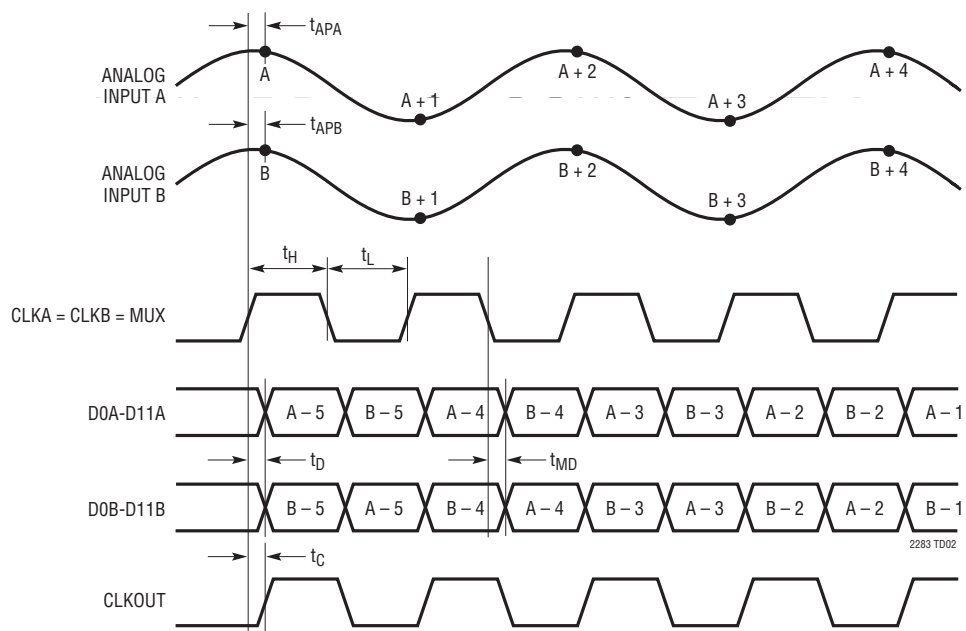 tAPA
ANALOG
INPUT A
A
A + 1
A + 2
A + 3
A + 4
tAPB
ANALOG
INPUT B
B
B + 1
B + 2
B + 3
B + 4
tH
tL
CLKA = CLKB = MUX
D0A-D11A
A – 5
B – 5
A – 4
B – 4
A – 3
B – 3
A – 2
B – 2
A – 1
tD
tMD
D0B-D11B
B – 5
A – 5
B – 4
A – 4
B – 3
A – 3
B – 2
A – 2
B – 1
2283 TD02
tC
CLKOUT